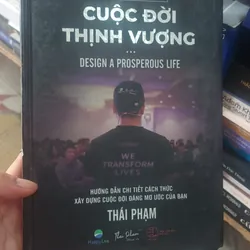 CUỘC ĐỜI
THỊNH VƯỢNG
DESIGN A PROSPEROUS LIFE
WE
TRANSFORM
LIVES
HƯỚNG DẪN CHI TIẾT CÁCH THỨC
XÂY DỰNG CUỘC ĐỜI ĐÁNG MƠ ƯỚC CỦA BẠN
THÁI PHẠM